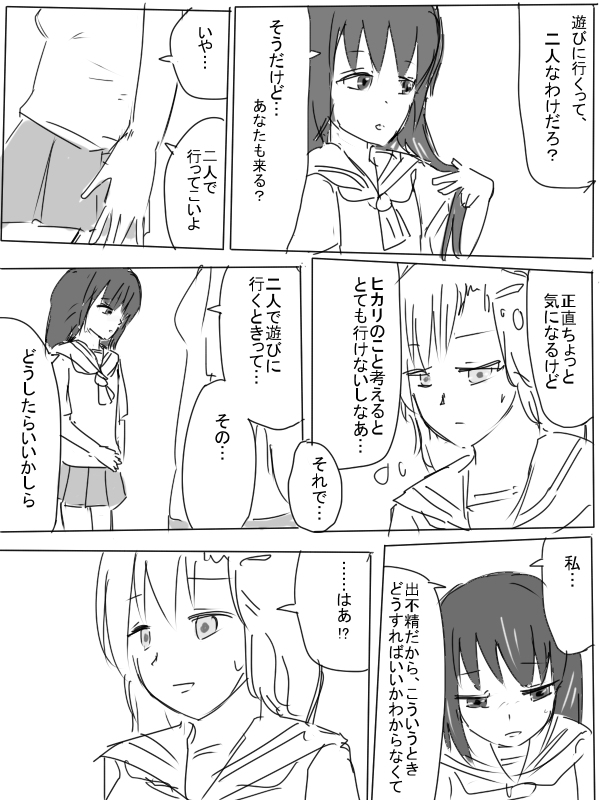 遊びに行くって、
二人なわけだろ？
そうだけど…
あなたも来る？
いや…
二人で
行ってこいよ
正直ちょっと
気になるけど
ヒカリのこと考えると
とても行けないしなあ…
それで…
二人で遊びに
行くときって…
その…
どうしたらいいかしら
私…
出不精だから、こういうとき
どうすればいいかわからなくて
……はあ!?